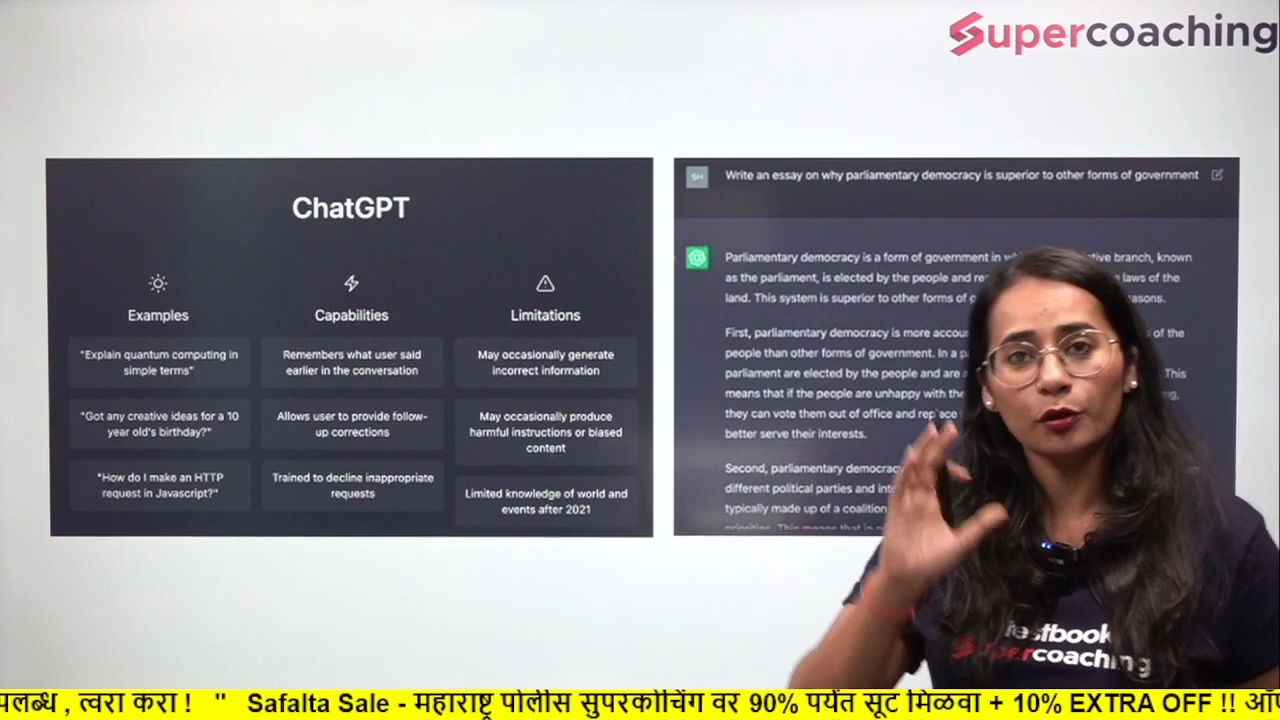 Supercoaching
ChatGPT
Examples
Capabilities
Limitations
"Explain quantum computing in
simple terms"
Remembers what user said
earlier in the conversation
May occasionally generate
incorrect information
"Got any creative ideas for a 10
year old's birthday?"
Allows user to provide follow-
up corrections
May occasionally produce
harmful instructions or biased
content
"How do I make an HTTP
request in Javascript?"
Trained to decline inappropriate
requests
Limited knowledge of world and
events after 2021
SH
Write an essay on why parliamentary democracy is superior to other forms of government
Parliamentary democracy is a form of government in branch, known
as the parliament, is elected by the people and laws of the
land. This system is superior to other forms of
First, parliamentary democracy is more of the
people than other forms of government. In a This
parliament are elected by the people and are
means that if the people are unhappy with the
they can vote them out of office and replace
better serve their interests.
Second, parliamentary democracy
different political parties and
typically made up of a coalition
testbook
Supercoaching
त्वरा करा ! " Safalta Sale - महाराष्ट्र पोलीस सुपरकोचिंग वर 90% पर्यंत सूट मिळवा + 10% EXTRA OFF !!